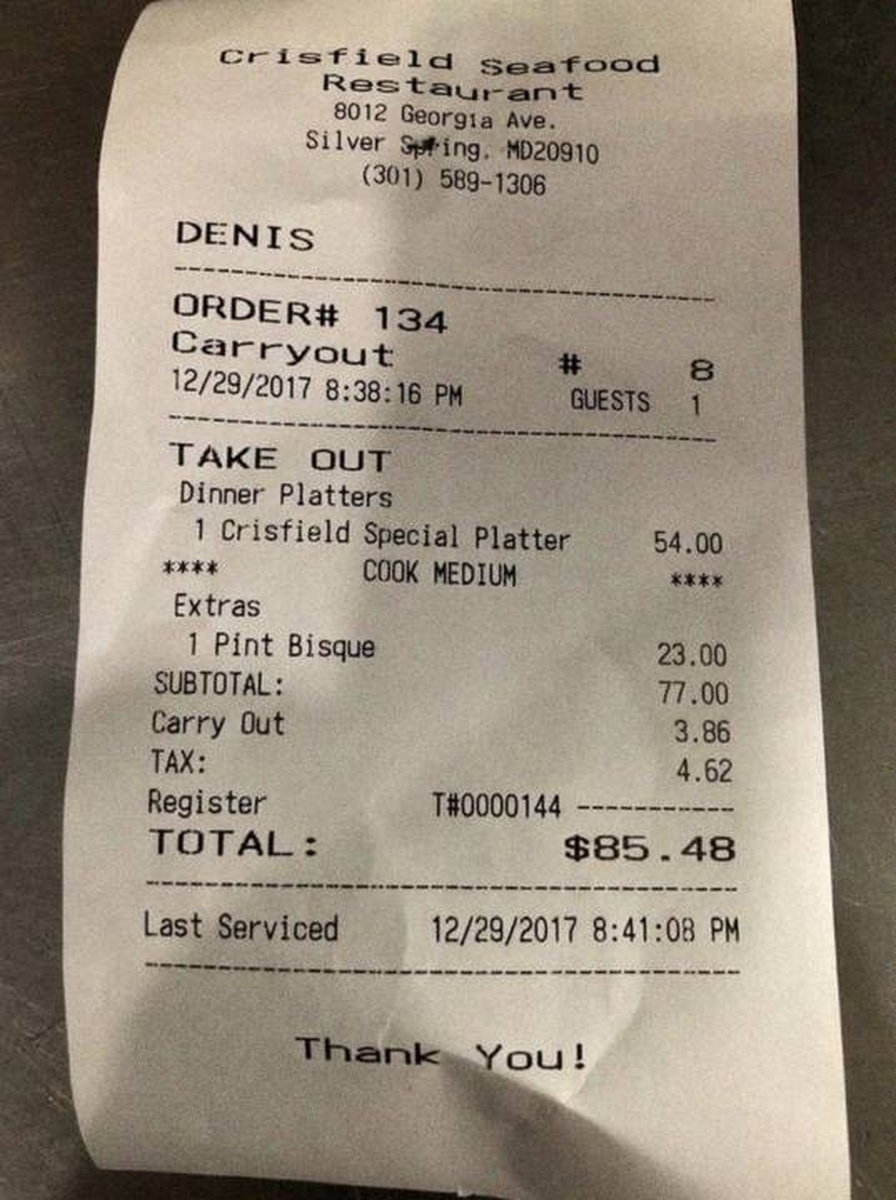 Crisfield Seafood
Restaurant
8012 Georgia Ave.
Silver Spring, MD20910
(301) 589-1306
DENIS
ORDER# 134
Carryout # 8
12/29/2017 8:38:16 PM GUESTS 1
TAKE OUT
Dinner Platters
1 Crisfield Special Platter 54.00
**** COOK MEDIUM ****
Extras
1 Pint Bisque 23.00
SUBTOTAL: 77.00
Carry Out 3.86
TAX: 4.62
Register T#0000144 -----------
TOTAL: $85.48
Last Serviced 12/29/2017 8:41:08 PM
Thank You!